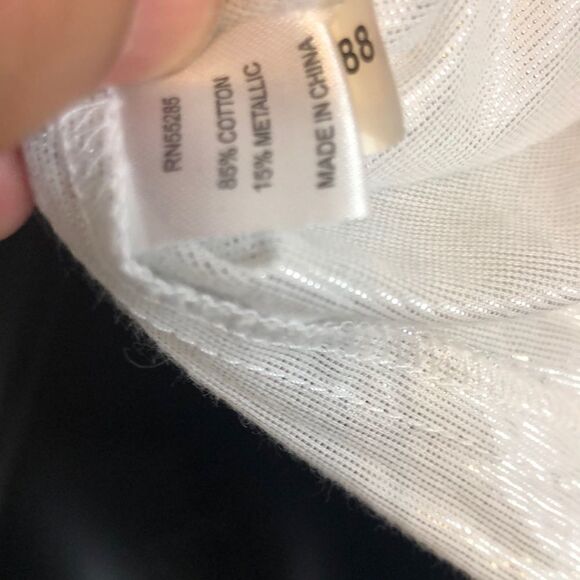 RN55285
85% COTTON
15% METALLIC
MADE IN CHINA
88